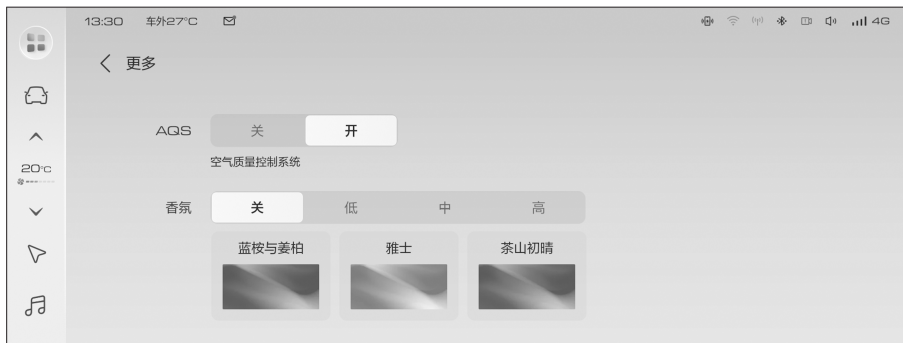 13:30 车外27°C 4G
更多
AQS 关 开
空气质量控制系统
20°C
香氛 关 低 中 高
蓝桉与姜柏 雅士 茶山初晴